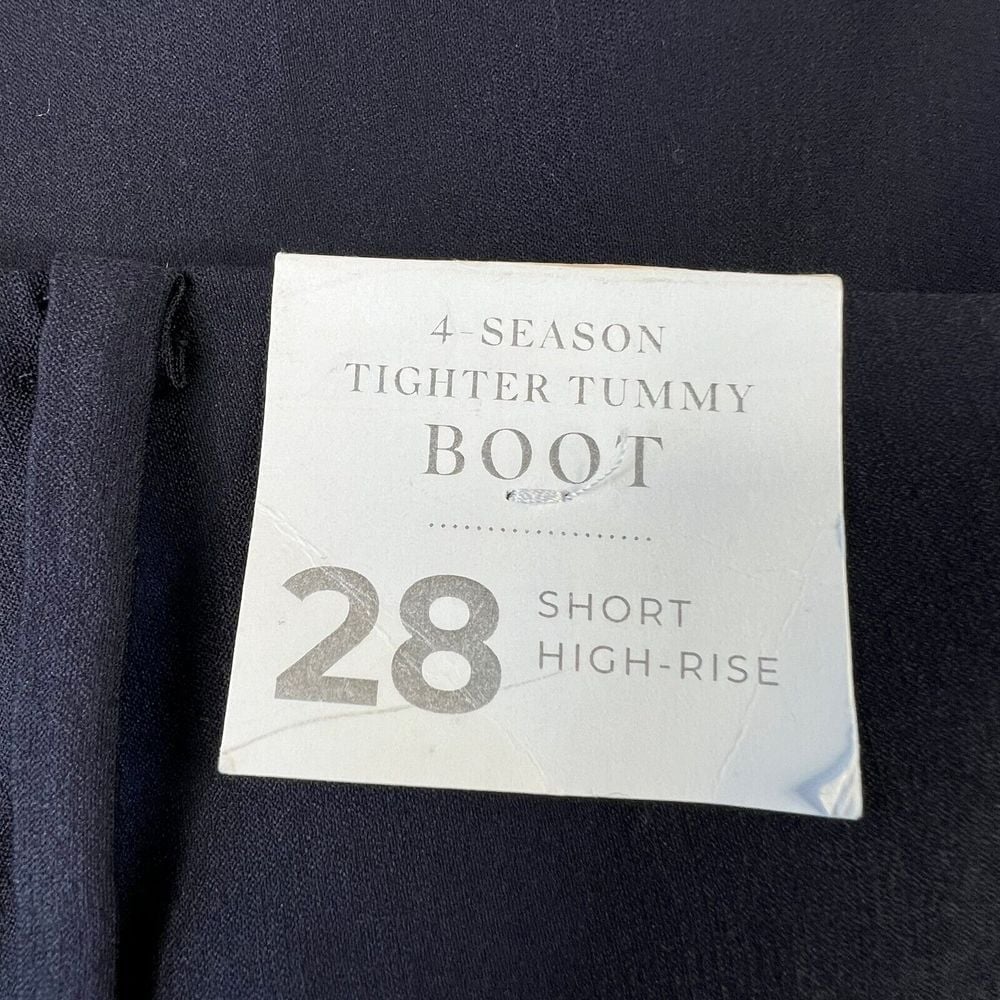 4-SEASON
TIGHTER TUMMY
BOOT
28
SHORT
HIGH-RISE